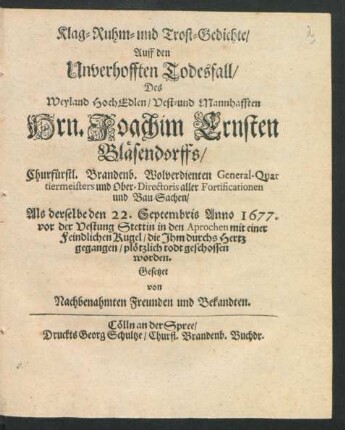 Klag-Ruhm-und Trost-Gedichte/
Auff den
Unverhofften Todesfall/
Des
Weyland HochEdlen/Vest-und Mannhafften
Hrn. Joachim Ernsten
Bläsendorffs/
Churfürstl. Brandenb. Wolverdienten General-Quar
tiermeisters und Ober-Directoris aller Fortificationen
und Bau Sachen/
Als derselbe den 22. Septembris Anno 1677.
vor der Vestung Stettin in den Aprochen mit einer
Feindlichen Kugel/die Ihm durchs Hertz
gegangen/plötzlich todt geschossen
worden.
Gesetzet
von
Nachbenahmten Freunden und Bekandten.
Cölln an der Spree/
Druckts Georg Schultze/Churfl. Brandenb. Buchdr.